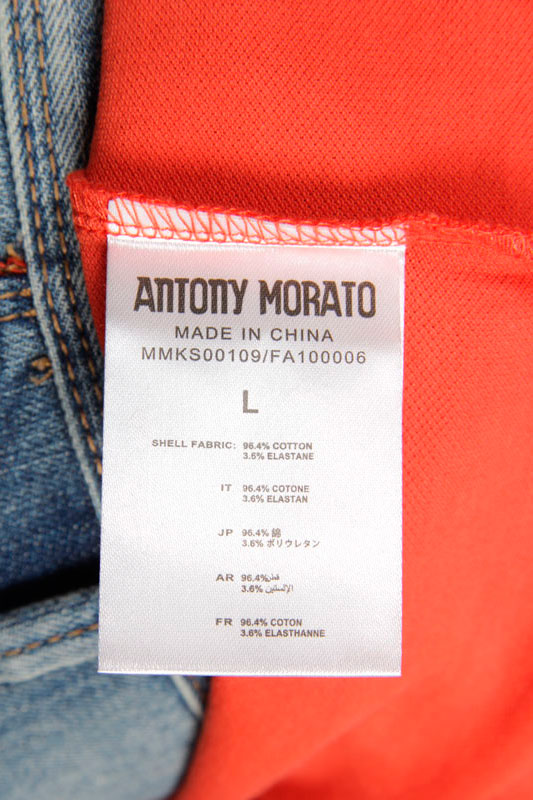 ANTONY MORATO
MADE IN CHINA
MMKS00109/FA100006
L
SHELL FABRIC: 96.4% COTTON
3.6% ELASTANE
IT 96.4% COTONE
3.6% ELASTAN
JP 96.4% 綿
3.6% ポリウレタン
AR 96.4% قطن
3.6% الإلستين
FR 96.4% COTON
3.6% ELASTHANNE